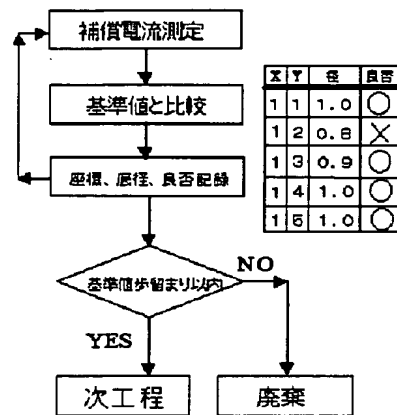 補償電流測定
基準値と比較
座標、底径、良否記録
基準値歩留まり以内
NO
YES
次工程
廃棄
X Y 径 良否
1 1 1.0 ○
1 2 0.8 ×
1 3 0.9 ○
1 4 1.0 ○
1 5 1.0 ○